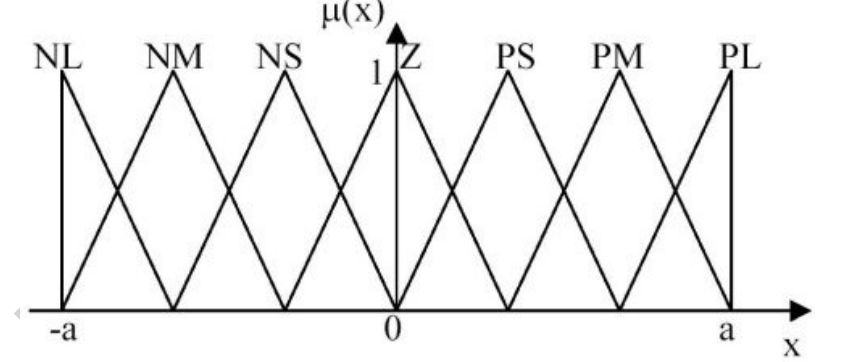 μ(x)
NL NM NS Z PS PM PL
1
-a 0 a
x